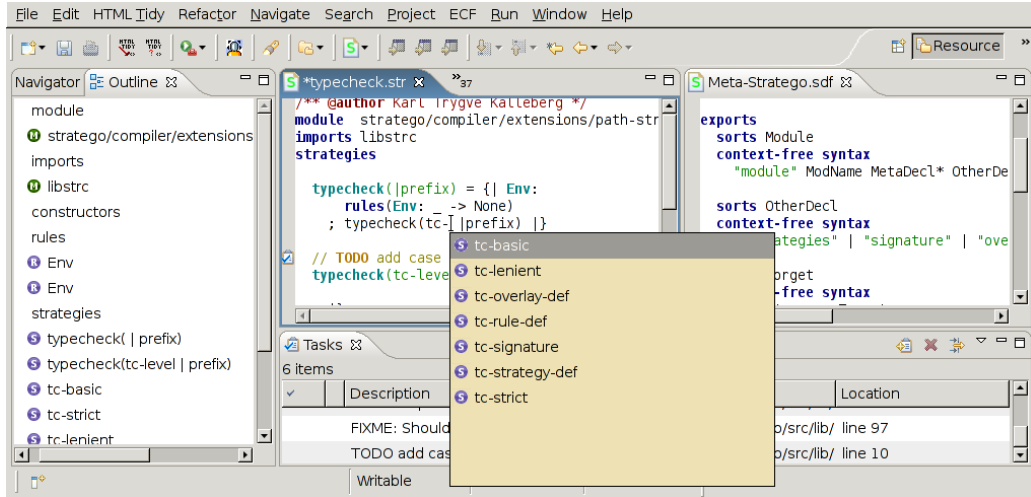 File Edit HTML Tidy Refactor Navigate Search Project ECF Run Window Help
Resource »
Navigator Outline
module
stratego/compiler/extensions
imports
libstrc
constructors
rules
Env
Env
strategies
typecheck( | prefix)
typecheck(tc-level | prefix)
tc-basic
tc-strict
tc-lenient
*typecheck.str »37
/** @author Karl Trygve Kalleberg */
module stratego/compiler/extensions/path-str
imports libstrc
strategies
typecheck(|prefix) = {| Env:
rules(Env: _ -> None)
; typecheck(tc-|prefix) |}
// TODO add case
typecheck(tc-leve
tc-basic
tc-lenient
tc-overlay-def
tc-rule-def
tc-signature
tc-strategy-def
tc-strict
Meta-Stratego.sdf
exports
sorts Module
context-free syntax
"module" ModName MetaDecl* OtherDe
sorts OtherDecl
context-free syntax
ategies" | "signature" | "ove
orget
-free syntax
Tasks
6 items
Description Location
FIXME: Should o/src/lib/ line 97
TODO add cas o/src/lib/ line 10
Writable